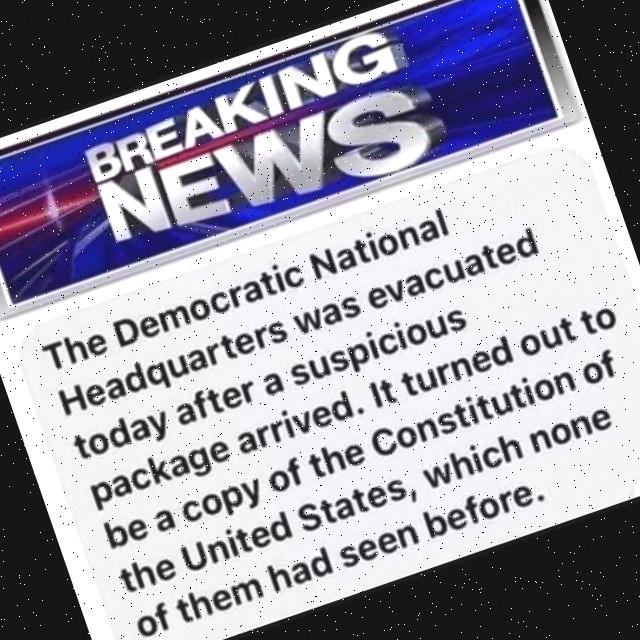 BREAKING
NEWS
The Democratic National
Headquarters was evacuated
today after a suspicious
package arrived. It turned out to
be a copy of the Constitution of
the United States, which none
of them had seen before.